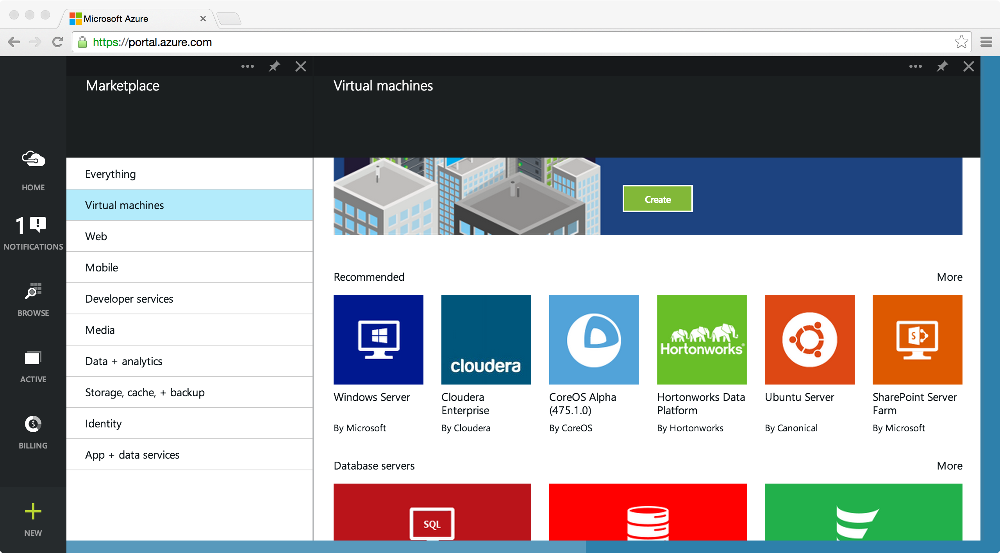 Microsoft Azure
https://portal.azure.com
Marketplace
Virtual machines
HOME
1
NOTIFICATIONS
BROWSE
ACTIVE
$
BILLING
NEW
Everything
Virtual machines
Web
Mobile
Developer services
Media
Data + analytics
Storage, cache, + backup
Identity
App + data services
Create
Recommended
More
cloudera
Hortonworks®
S
Windows Server
By Microsoft
Cloudera
Enterprise
By Cloudera
CoreOS Alpha
(475.1.0)
By CoreOS
Hortonworks Data
Platform
By Hortonworks
Ubuntu Server
By Canonical
SharePoint Server
Farm
By Microsoft
Database servers
More
SQL